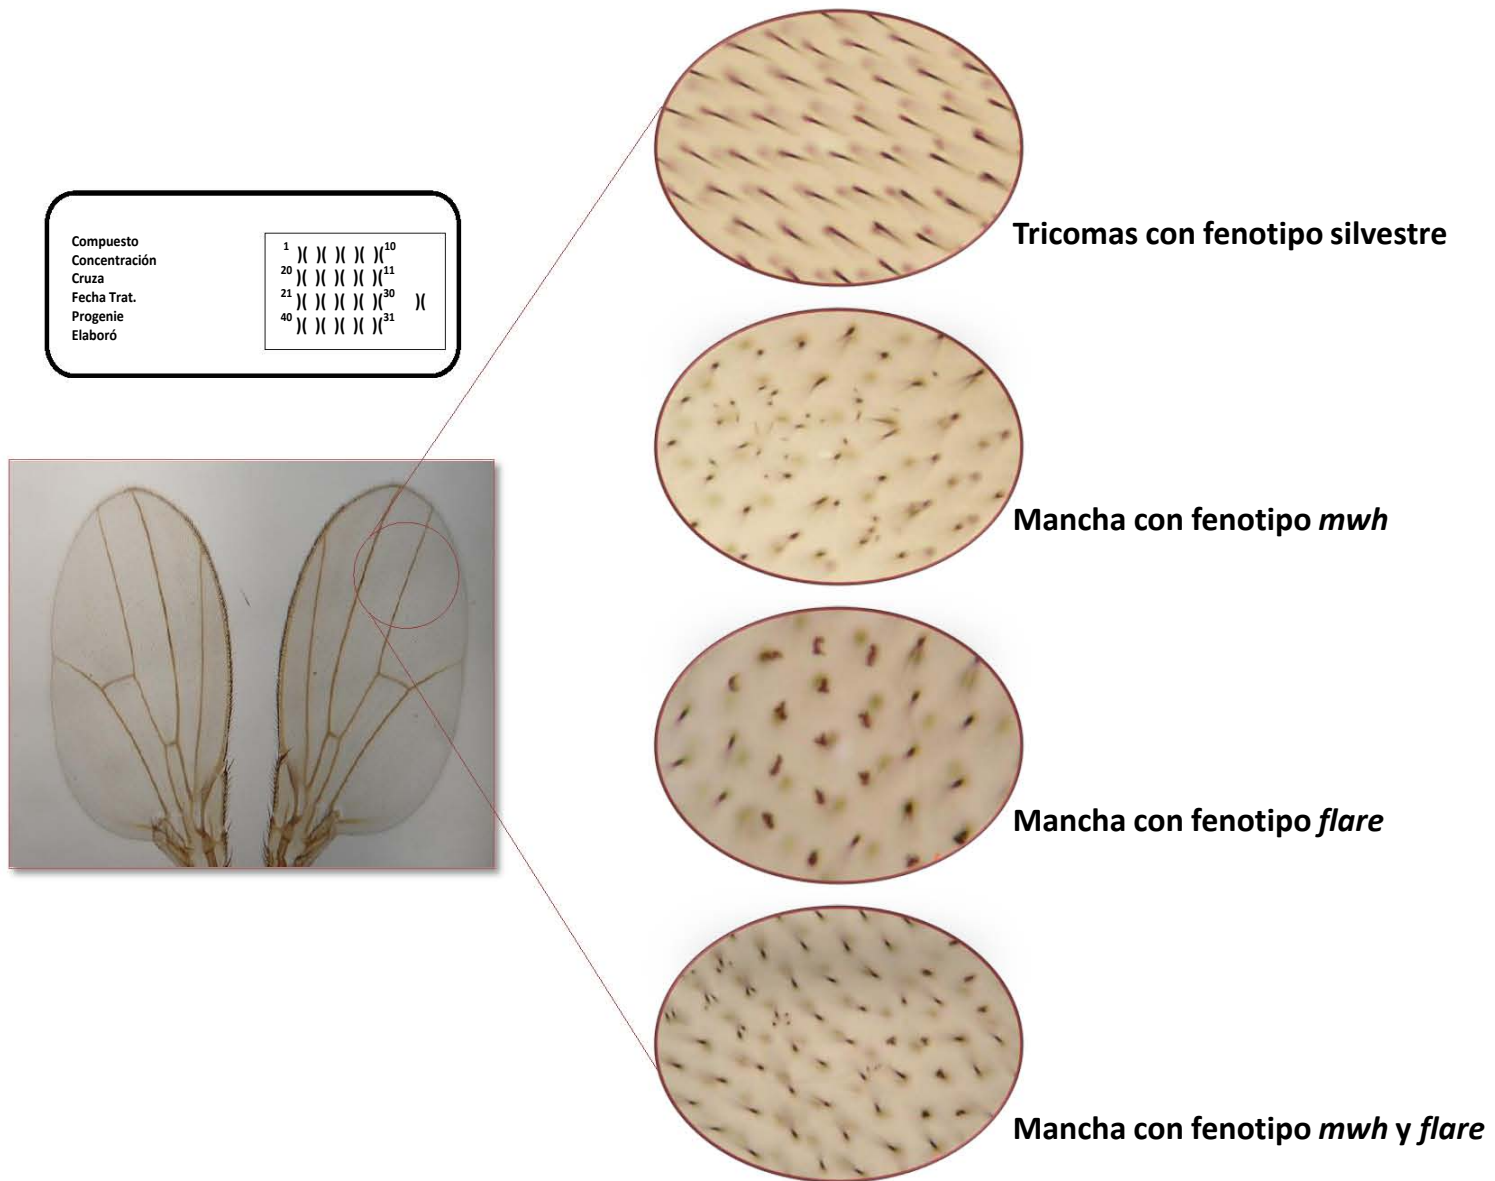 Tricomas con fenotipo silvestre
Compuesto
Concentración
Cruza
Fecha Trat.
Progenie
Elaboró
1 )( )( )( )( )( 10
20 )( )( )( )( )( 11
21 )( )( )( )( )( 30 )(
40 )( )( )( )( )( 31
Mancha con fenotipo mwh
Mancha con fenotipo flare
Mancha con fenotipo mwh y flare